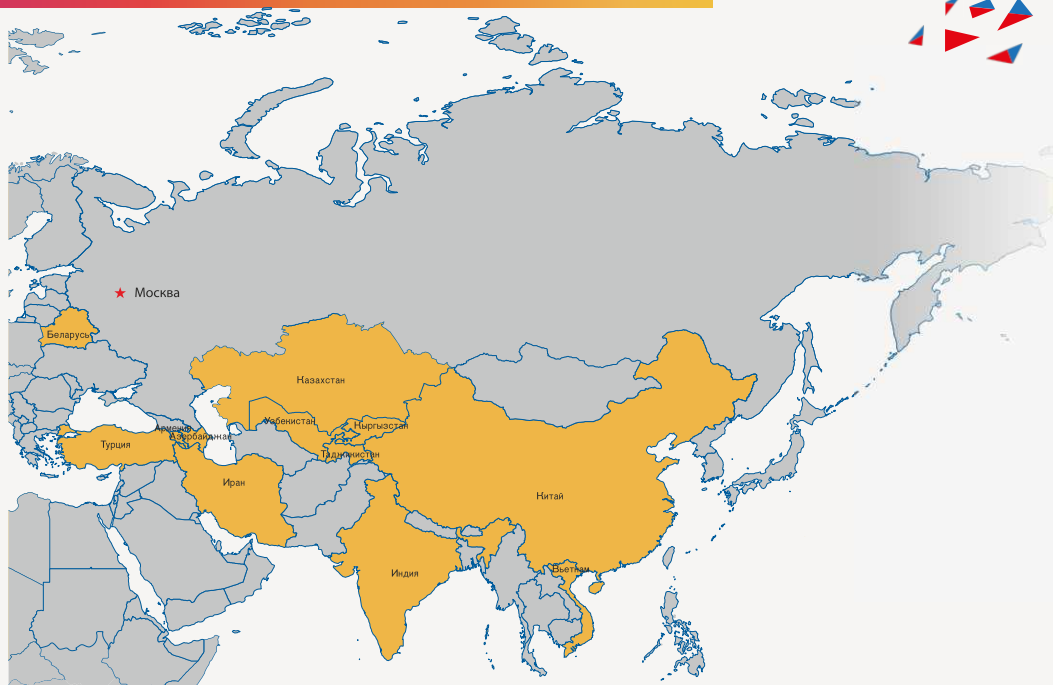 Москва
Беларусь
Казахстан
Узбекистан
Кыргызстан
Армения
Азербайджан
Турция
Таджикистан
Иран
Китай
Вьетнам
Индия